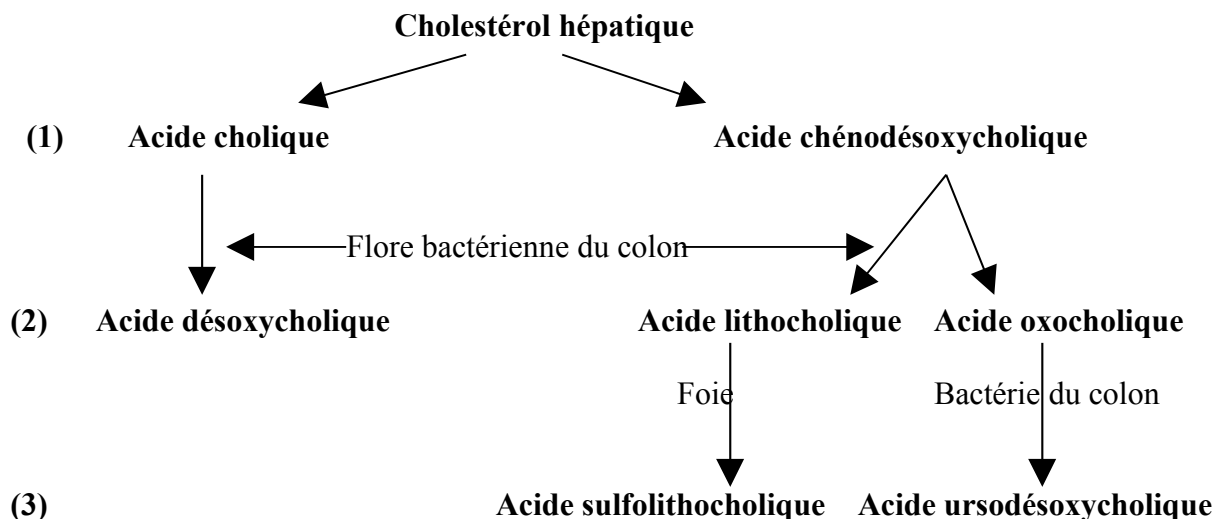 Cholestérol hépatique
(1) Acide cholique Acide chénodésoxycholique
Flore bactérienne du colon
(2) Acide désoxycholique Acide lithocholique Acide oxocholique
Foie Bactérie du colon
(3) Acide sulfolithocholique Acide ursodésoxycholique